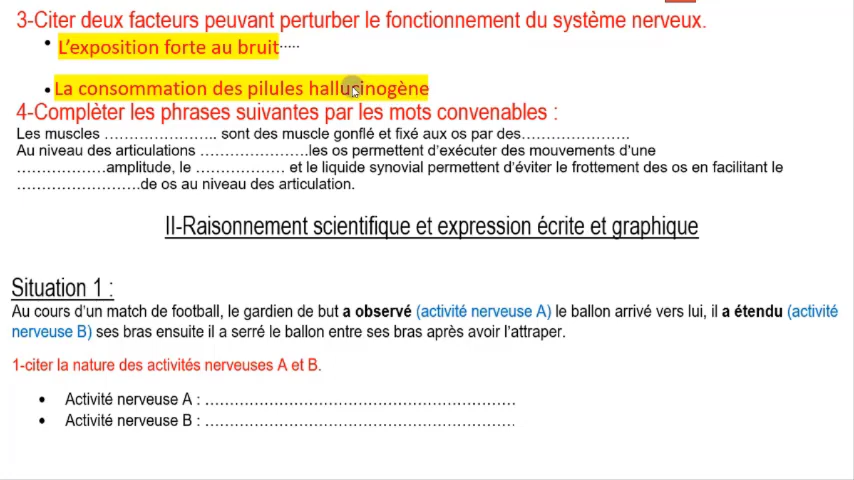 3-Citer deux facteurs peuvant perturber le fonctionnement du système nerveux.
• L'exposition forte au bruit.....
• La consommation des pilules hallucinogène
4-Complèter les phrases suivantes par les mots convenables :
Les muscles ………………….. sont des muscle gonflé et fixé aux os par des………………….
Au niveau des articulations ………………….les os permettent d'exécuter des mouvements d'une
………………amplitude, le ……………… et le liquide synovial permettent d'éviter le frottement des os en facilitant le
…………………….de os au niveau des articulation.
II-Raisonnement scientifique et expression écrite et graphique
Situation 1 :
Au cours d'un match de football, le gardien de but a observé (activité nerveuse A) le ballon arrivé vers lui, il a étendu (activité
nerveuse B) ses bras ensuite il a serré le ballon entre ses bras après avoir l'attraper.
1-citer la nature des activités nerveuses A et B.
• Activité nerveuse A : ………………………………………………………
• Activité nerveuse B : ………………………………………………………